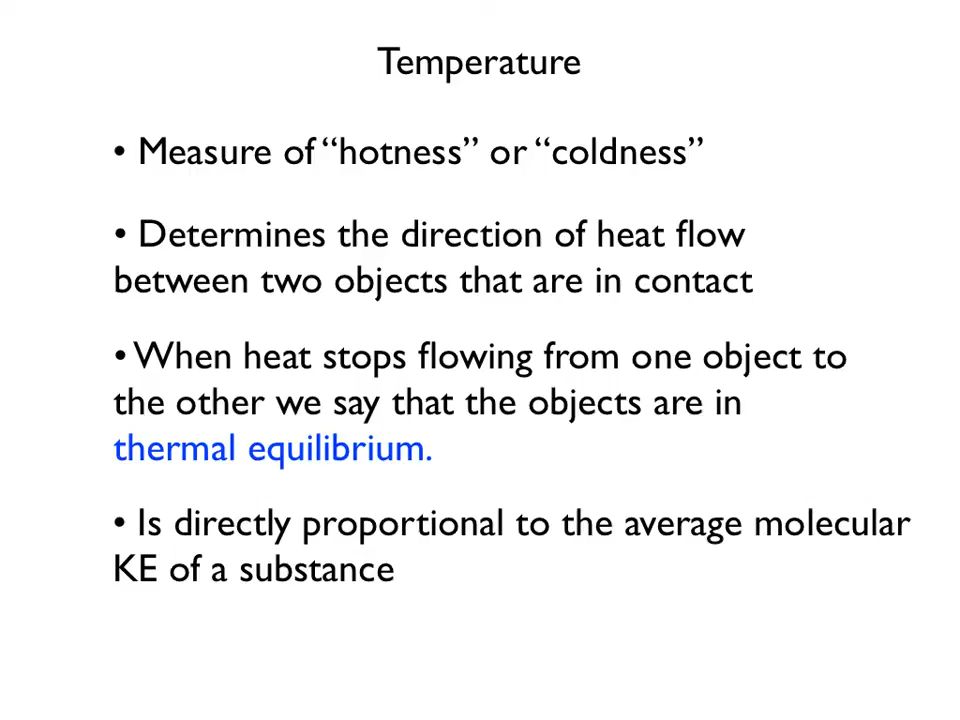 Temperature
• Measure of “hotness” or “coldness”
• Determines the direction of heat flow
between two objects that are in contact
• When heat stops flowing from one object to
the other we say that the objects are in
thermal equilibrium.
• Is directly proportional to the average molecular
KE of a substance